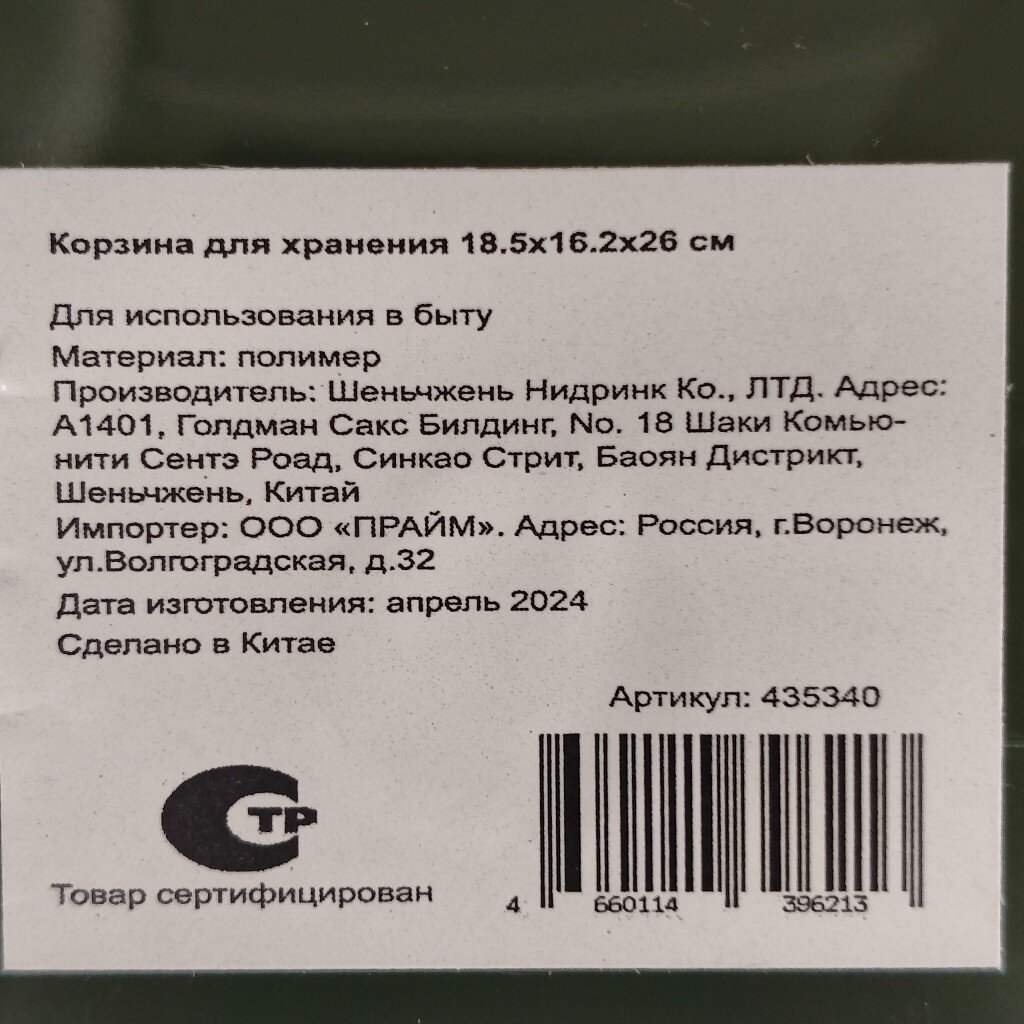 Корзина для хранения 18.5х16.2х26 см
Для использования в быту
Материал: полимер
Производитель: Шеньчжень Нидринк Ко., ЛТД. Адрес:
А1401, Голдман Сакс Билдинг, No. 18 Шаки Комью-
нити Сентэ Роад, Синкао Стрит, Баоян Дистрикт,
Шеньчжень, Китай
Импортер: ООО «ПРАЙМ». Адрес: Россия, г.Воронеж,
ул.Волгоградская, д.32
Дата изготовления: апрель 2024
Сделано в Китае
Артикул: 435340
СТР
Товар сертифицирован
4 660114 396213